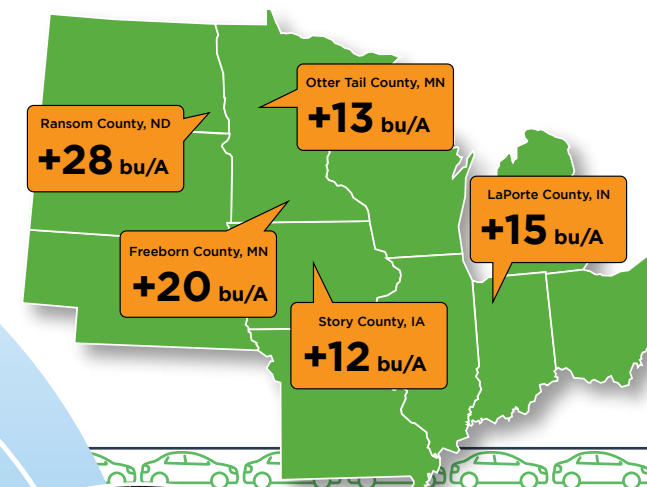 Otter Tail County, MN
+13 bu/A
Ransom County, ND
+28 bu/A
LaPorte County, IN
+15 bu/A
Freeborn County, MN
+20 bu/A
Story County, IA
+12 bu/A